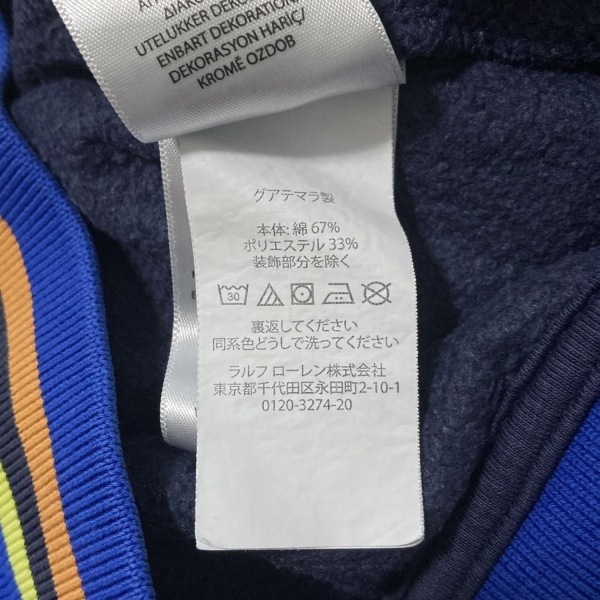 ΔΙΑΚΟ
UTELUKKER DEKO
ENBART DEKORATION
DEKORASYON HARİÇ/
KROMĒ OZDOB
グアテマラ製
本体: 綿 67%
ポリエステル 33%
装飾部分を除く
30
裏返してください
同系色どうしで洗ってください
ラルフ ローレン株式会社
東京都千代田区永田町2-10-1
0120-3274-20